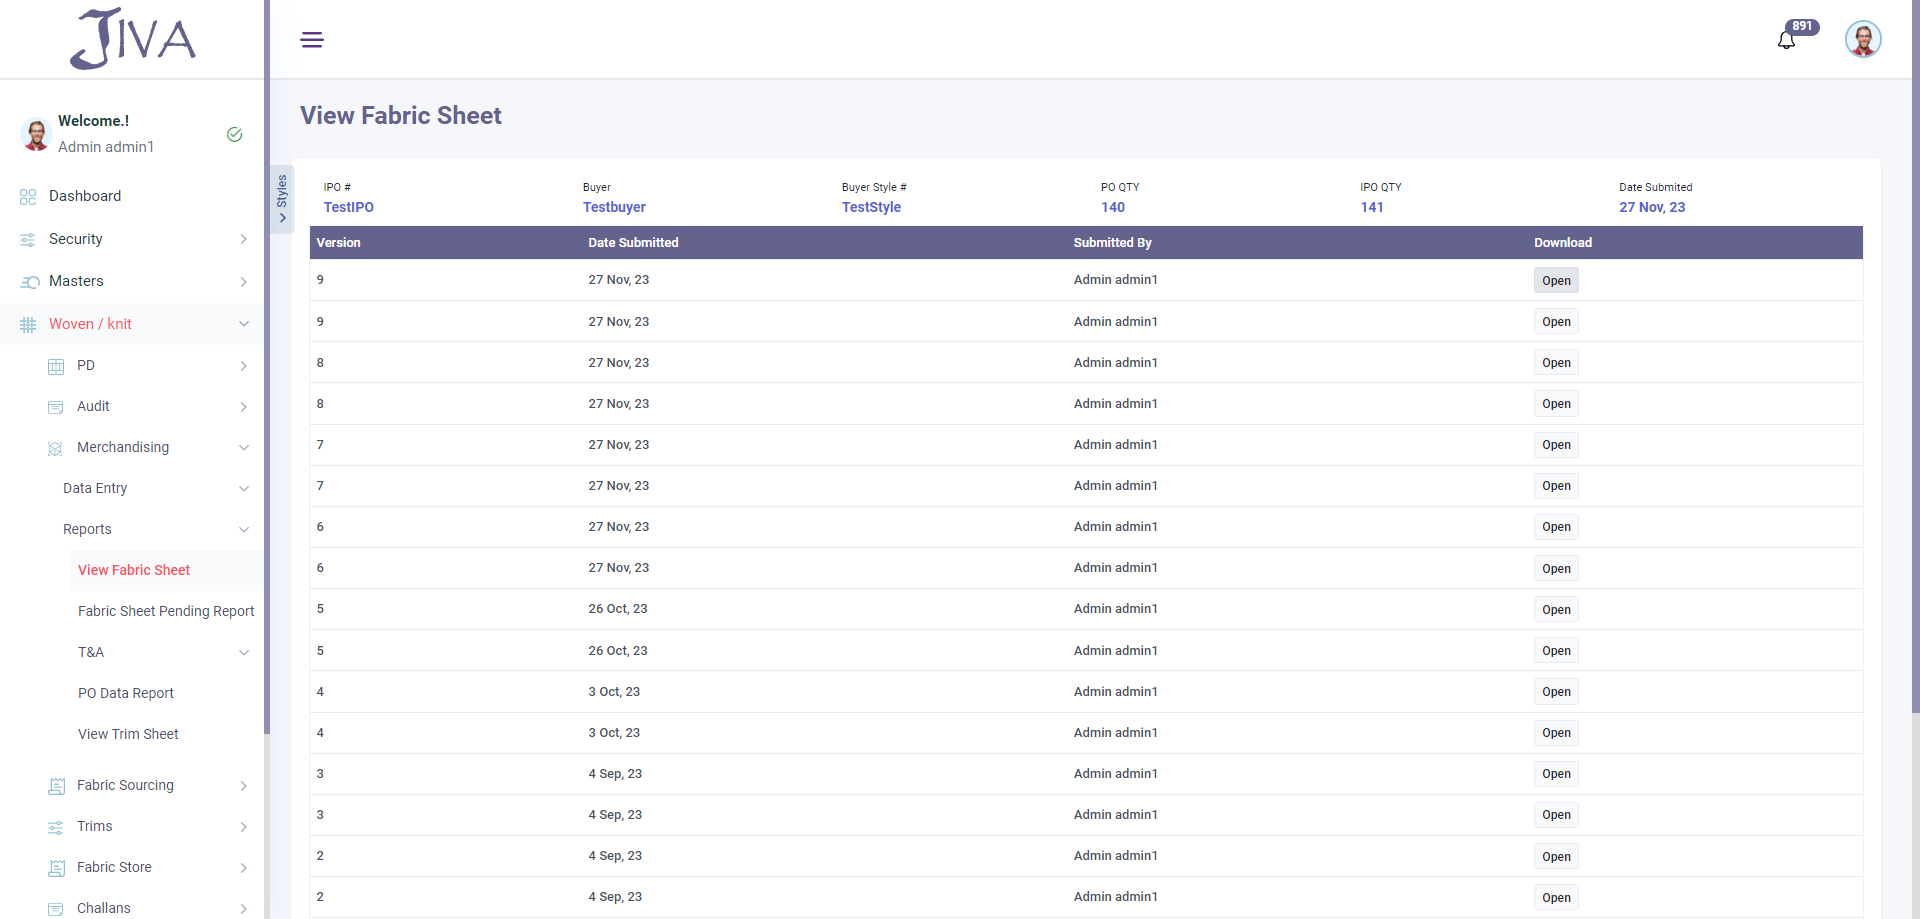 JIVA
891
Welcome.!
Admin admin1
Dashboard
Security
Masters
Woven / knit
PD
Audit
Merchandising
Data Entry
Reports
View Fabric Sheet
Fabric Sheet Pending Report
T&A
PO Data Report
View Trim Sheet
Fabric Sourcing
Trims
Fabric Store
Challans
View Fabric Sheet
Styles
IPO # Buyer Buyer Style # PO QTY IPO QTY Date Submited
TestIPO Testbuyer TestStyle 140 141 27 Nov, 23
Version Date Submitted Submitted By Download
9 27 Nov, 23 Admin admin1 Open
9 27 Nov, 23 Admin admin1 Open
8 27 Nov, 23 Admin admin1 Open
8 27 Nov, 23 Admin admin1 Open
7 27 Nov, 23 Admin admin1 Open
7 27 Nov, 23 Admin admin1 Open
6 27 Nov, 23 Admin admin1 Open
6 27 Nov, 23 Admin admin1 Open
5 26 Oct, 23 Admin admin1 Open
5 26 Oct, 23 Admin admin1 Open
4 3 Oct, 23 Admin admin1 Open
4 3 Oct, 23 Admin admin1 Open
3 4 Sep, 23 Admin admin1 Open
3 4 Sep, 23 Admin admin1 Open
2 4 Sep, 23 Admin admin1 Open
2 4 Sep, 23 Admin admin1 Open